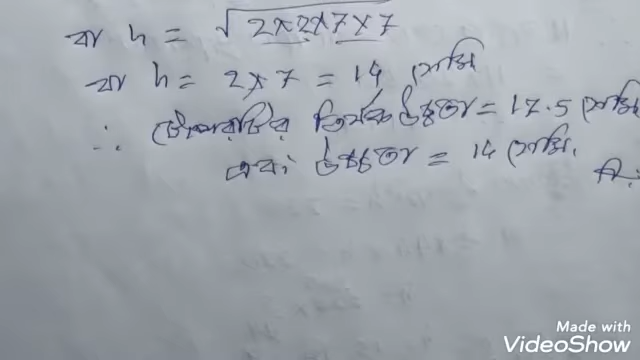 বা h = √2×2×7×7
বা h = 2×7 = 14 সেমি
∴ টোপরটির তির্যক উচ্চতা = 17.5 সেমি
এবং উচ্চতা = 14 সেমি.
Made with
VideoShow